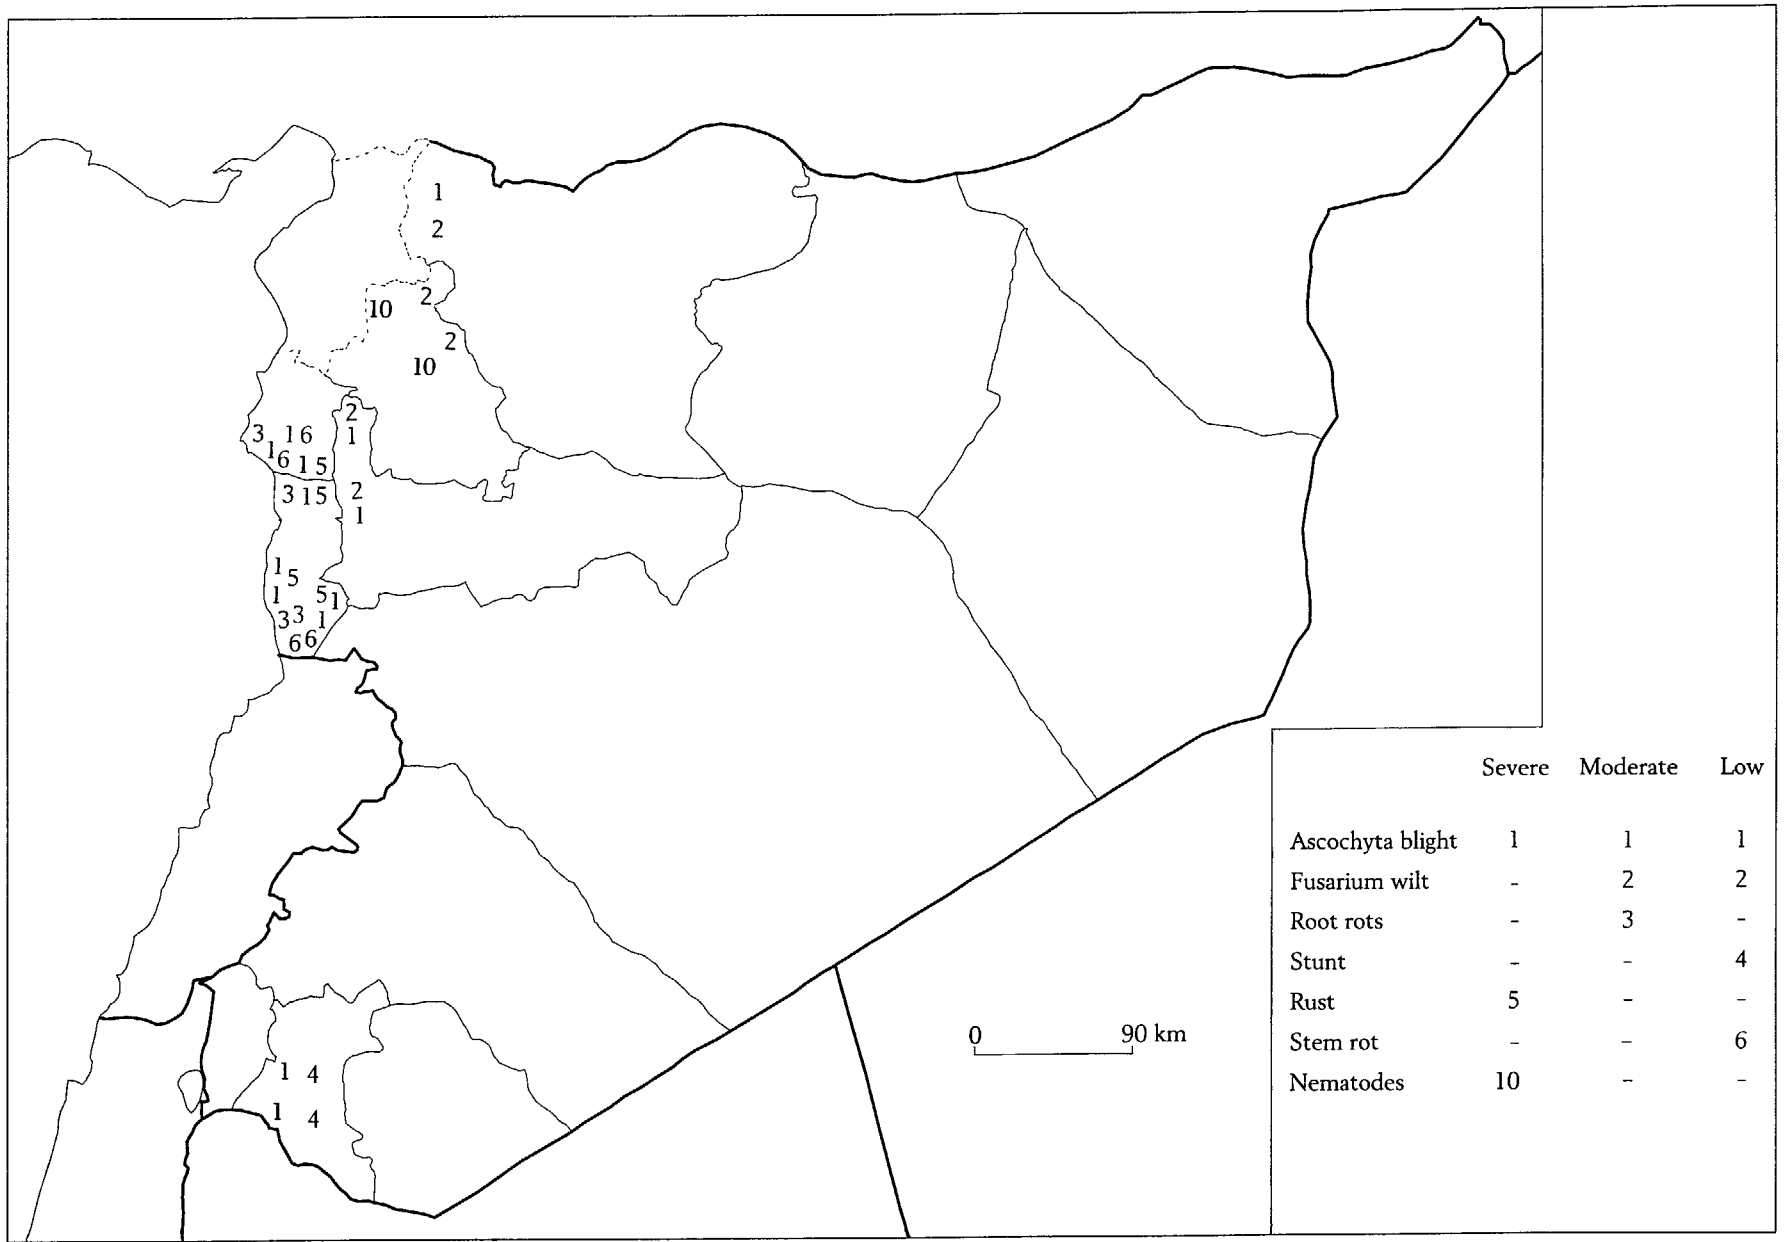 1
2
2
10
2
10
2
3 1 6
1
1
6 1 5
3 1 5
2
1
1
5
1
5
1
3 3
1
6 6
1 4
1 4
0 90 km
Severe Moderate Low
Ascochyta blight 1 1 1
Fusarium wilt - 2 2
Root rots - 3 -
Stunt - - 4
Rust 5 - -
Stem rot - - 6
Nematodes 10 - -